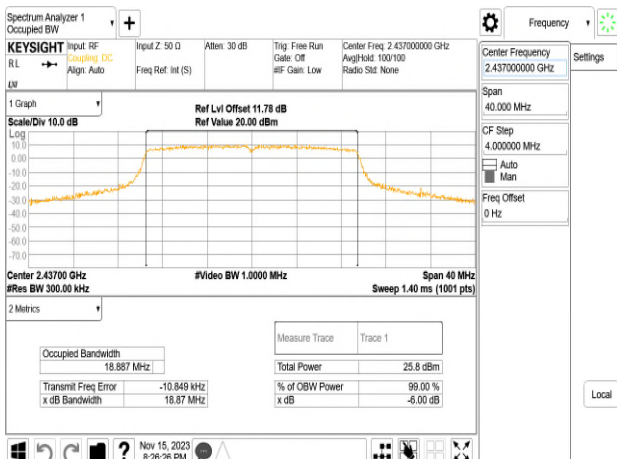 Spectrum Analyzer 1
Occupied BW
Frequency
KEYSIGHT
RL
Input: RF
Coupling: DC
Align: Auto
Input Z: 50 Ω
Freq Ref: Int (S)
Atten: 30 dB
Trig: Free Run
Gate: Off
#IF Gain: Low
Center Freq: 2.437000000 GHz
Avg|Hold: 100/100
Radio Std: None
Center Frequency
2.437000000 GHz
Settings
Span
40.000 MHz
CF Step
4.000000 MHz
Auto
Man
Freq Offset
0 Hz
1 Graph
Scale/Div 10.0 dB
Ref Lvl Offset 11.78 dB
Ref Value 20.00 dBm
Log
10.0
0.00
-10.0
-20.0
-30.0
-40.0
-50.0
-60.0
-70.0
Center 2.43700 GHz
#Res BW 300.00 kHz
#Video BW 1.0000 MHz
Span 40 MHz
Sweep 1.40 ms (1001 pts)
2 Metrics
Measure Trace Trace 1
Occupied Bandwidth
18.887 MHz
Total Power 25.8 dBm
Transmit Freq Error -10.849 kHz
% of OBW Power 99.00 %
x dB Bandwidth 18.87 MHz
x dB -6.00 dB
Local
?
Nov 15, 2023
8:26:26 PM